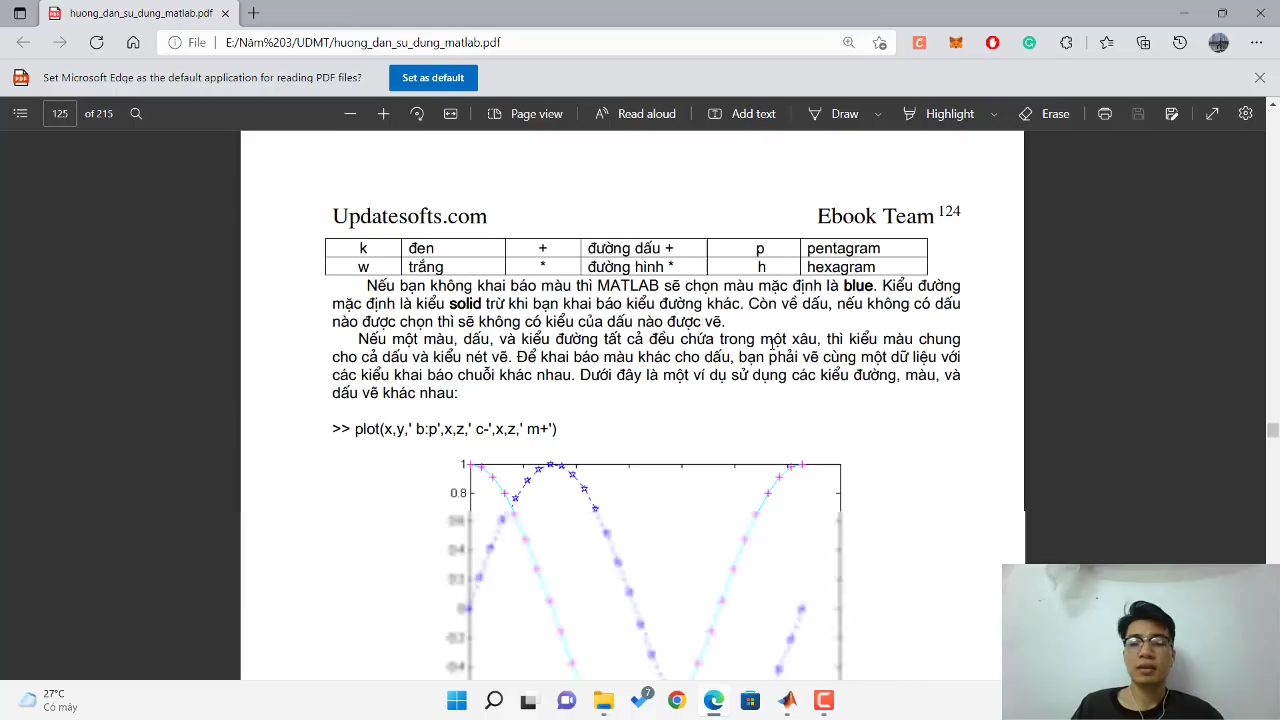 huong_dan_su_dung_matlab.pdf
File E:/Năm%203/UDMT/huong_dan_su_dung_matlab.pdf
Set Microsoft Edge as the default application for reading PDF files? Set as default
125 of 215 Page view Read aloud Add text Draw Highlight Erase
Updatesofts.com Ebook Team 124
k đen + đường dấu + p pentagram
w trắng * đường hình * h hexagram
Nếu bạn không khai báo màu thì MATLAB sẽ chọn màu mặc định là blue. Kiểu đường
mặc định là kiểu solid trừ khi bạn khai báo kiểu đường khác. Còn về dấu, nếu không có dấu
nào được chọn thì sẽ không có kiểu của dấu nào được vẽ.
Nếu một màu, dấu, và kiểu đường tất cả đều chứa trong một xâu, thì kiểu màu chung
cho cả dấu và kiểu nét vẽ. Để khai báo màu khác cho dấu, bạn phải vẽ cùng một dữ liệu với
các kiểu khai báo chuỗi khác nhau. Dưới đây là một ví dụ sử dụng các kiểu đường, màu, và
dấu vẽ khác nhau:
>> plot(x,y,' b:p',x,z,' c-',x,z,' m+')
1
0.8
0
27°C
Có mây
7